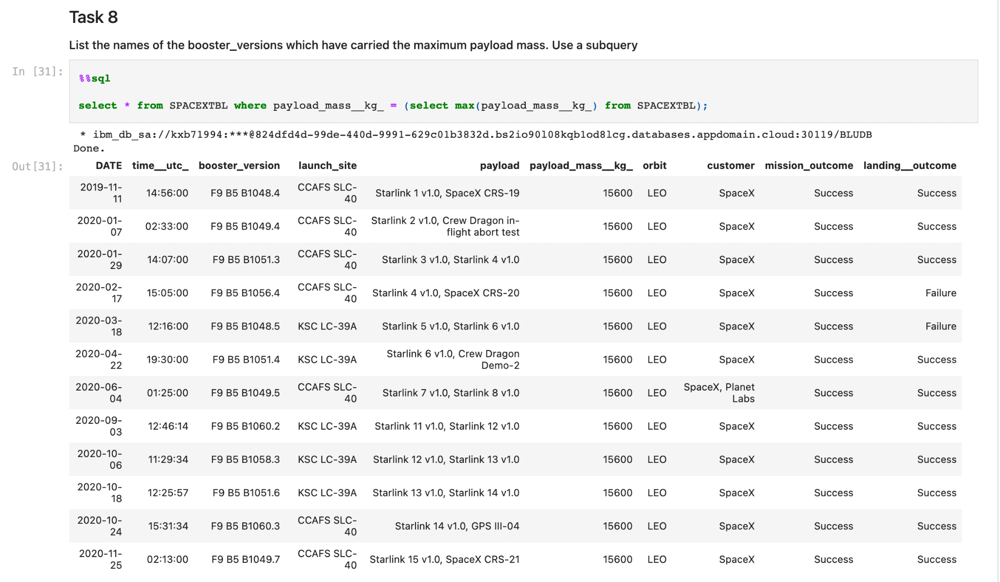 Task 8
List the names of the booster_versions which have carried the maximum payload mass. Use a subquery
In [31]:
%%sql
select * from SPACEXTBL where payload_mass__kg_ = (select max(payload_mass__kg_) from SPACEXTBL);
* ibm_db_sa://kxb71994:***@824dfd4d-99de-440d-9991-629c01b3832d.bs2io90l08kqb1od8lcg.databases.appdomain.cloud:30119/BLUDB
Done.
Out[31]:
DATE time__utc_ booster_version launch_site payload payload_mass__kg_ orbit customer mission_outcome landing__outcome
2019-11-11 14:56:00 F9 B5 B1048.4 CCAFS SLC-40 Starlink 1 v1.0, SpaceX CRS-19 15600 LEO SpaceX Success Success
2020-01-07 02:33:00 F9 B5 B1049.4 CCAFS SLC-40 Starlink 2 v1.0, Crew Dragon in-flight abort test 15600 LEO SpaceX Success Success
2020-01-29 14:07:00 F9 B5 B1051.3 CCAFS SLC-40 Starlink 3 v1.0, Starlink 4 v1.0 15600 LEO SpaceX Success Success
2020-02-17 15:05:00 F9 B5 B1056.4 CCAFS SLC-40 Starlink 4 v1.0, SpaceX CRS-20 15600 LEO SpaceX Success Failure
2020-03-18 12:16:00 F9 B5 B1048.5 KSC LC-39A Starlink 5 v1.0, Starlink 6 v1.0 15600 LEO SpaceX Success Failure
2020-04-22 19:30:00 F9 B5 B1051.4 KSC LC-39A Starlink 6 v1.0, Crew Dragon Demo-2 15600 LEO SpaceX Success Success
2020-06-04 01:25:00 F9 B5 B1049.5 CCAFS SLC-40 Starlink 7 v1.0, Starlink 8 v1.0 15600 LEO SpaceX, Planet Labs Success Success
2020-09-03 12:46:14 F9 B5 B1060.2 KSC LC-39A Starlink 11 v1.0, Starlink 12 v1.0 15600 LEO SpaceX Success Success
2020-10-06 11:29:34 F9 B5 B1058.3 KSC LC-39A Starlink 12 v1.0, Starlink 13 v1.0 15600 LEO SpaceX Success Success
2020-10-18 12:25:57 F9 B5 B1051.6 KSC LC-39A Starlink 13 v1.0, Starlink 14 v1.0 15600 LEO SpaceX Success Success
2020-10-24 15:31:34 F9 B5 B1060.3 CCAFS SLC-40 Starlink 14 v1.0, GPS III-04 15600 LEO SpaceX Success Success
2020-11-25 02:13:00 F9 B5 B1049.7 CCAFS SLC-40 Starlink 15 v1.0, SpaceX CRS-21 15600 LEO SpaceX Success Success